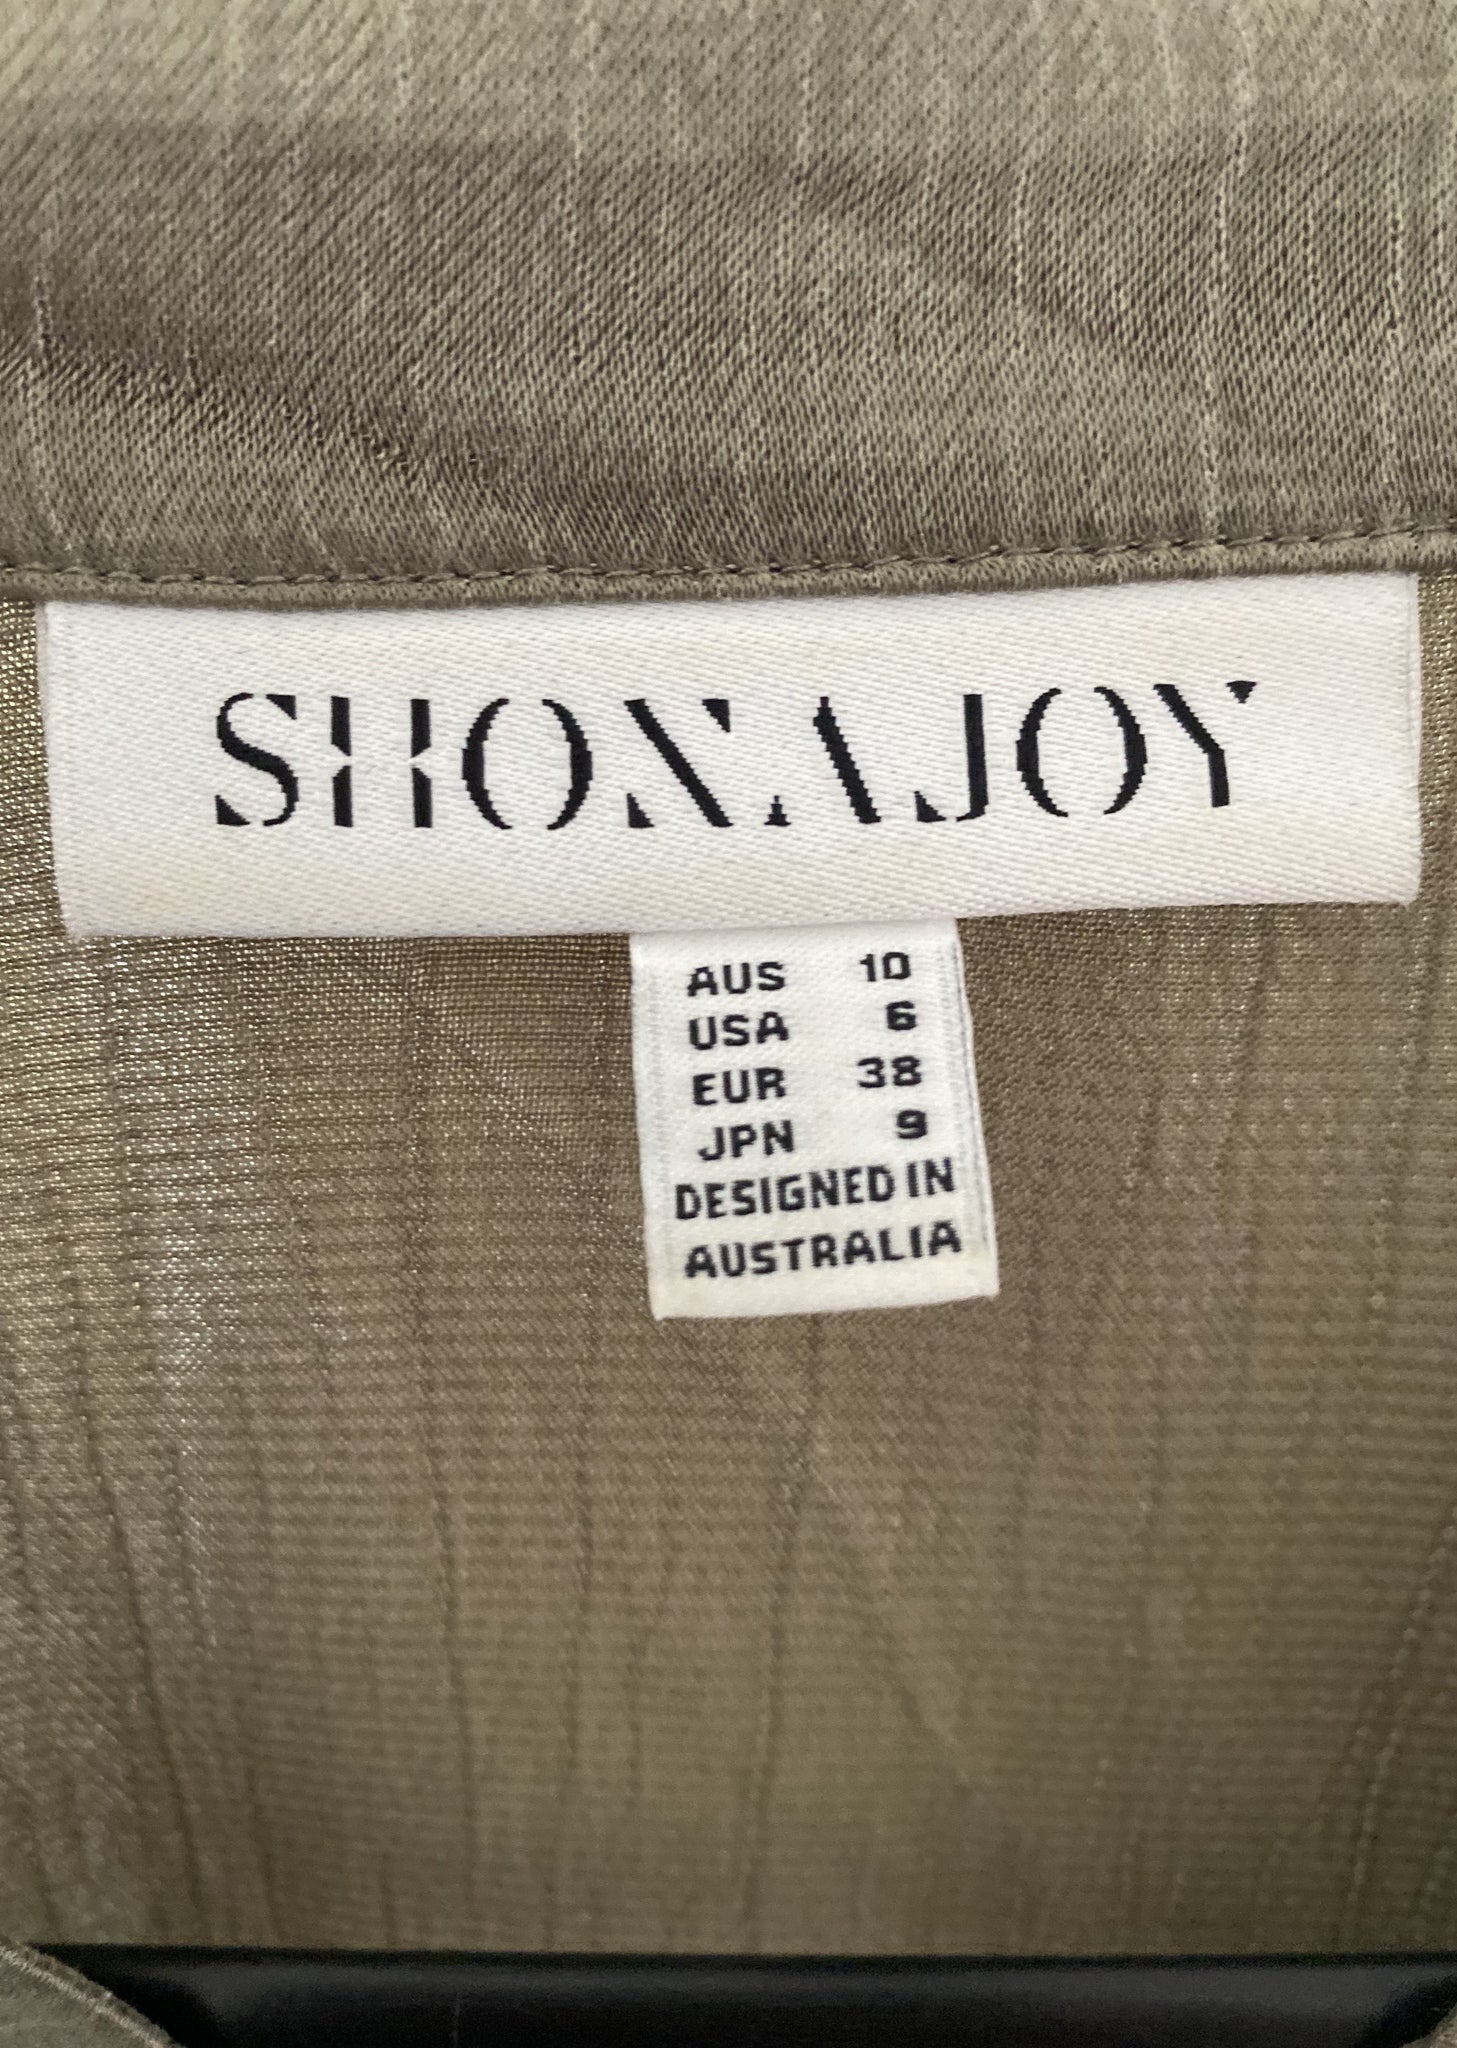 SHONA JOY
AUS 10
USA 6
EUR 38
JPN 9
DESIGNED IN
AUSTRALIA